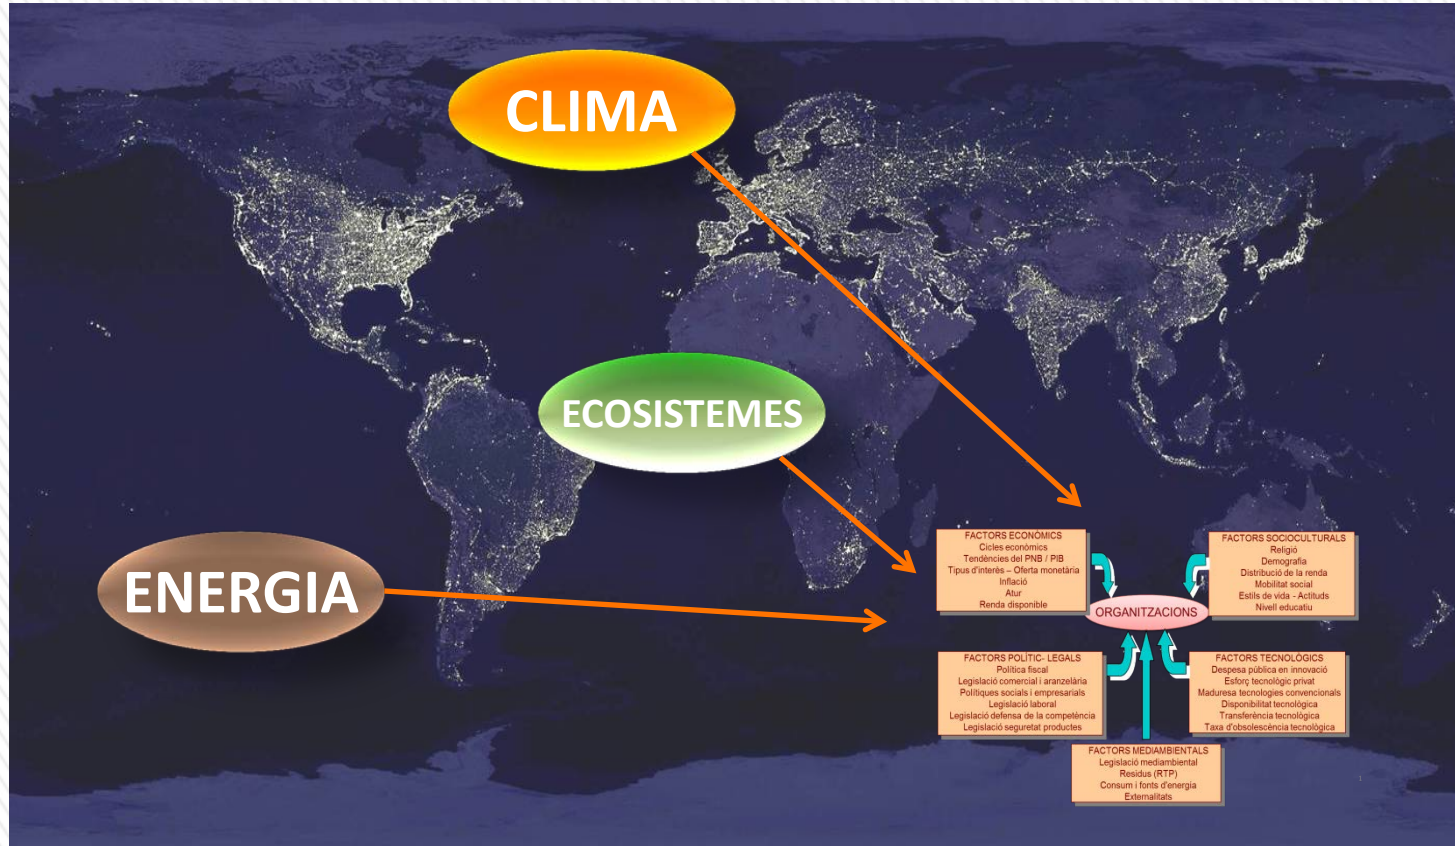 CLIMA
ECOSISTEMES
ENERGIA
FACTORS ECONÒMICS
Cicles econòmics
Tendències del PNB / PIB
Tipus d'interès – Oferta monetària
Inflació
Atur
Renda disponible
FACTORS SOCIOCULTURALS
Religió
Demografia
Distribució de la renda
Mobilitat social
Estils de vida - Actituds
Nivell educatiu
ORGANITZACIONS
FACTORS POLÍTIC- LEGALS
Política fiscal
Legislació comercial i aranzelària
Polítiques socials i empresarials
Legislació laboral
Legislació defensa de la competència
Legislació seguretat productes
FACTORS TECNOLÒGICS
Despesa pública en innovació
Esforç tecnològic privat
Maduresa tecnologies convencionals
Disponibilitat tecnològica
Transferència tecnològica
Taxa d'obsolescència tecnològica
FACTORS MEDIAMBIENTALS
Legislació mediambiental
Residus (RTP)
Consum i fonts d'energia
Externalitats
1